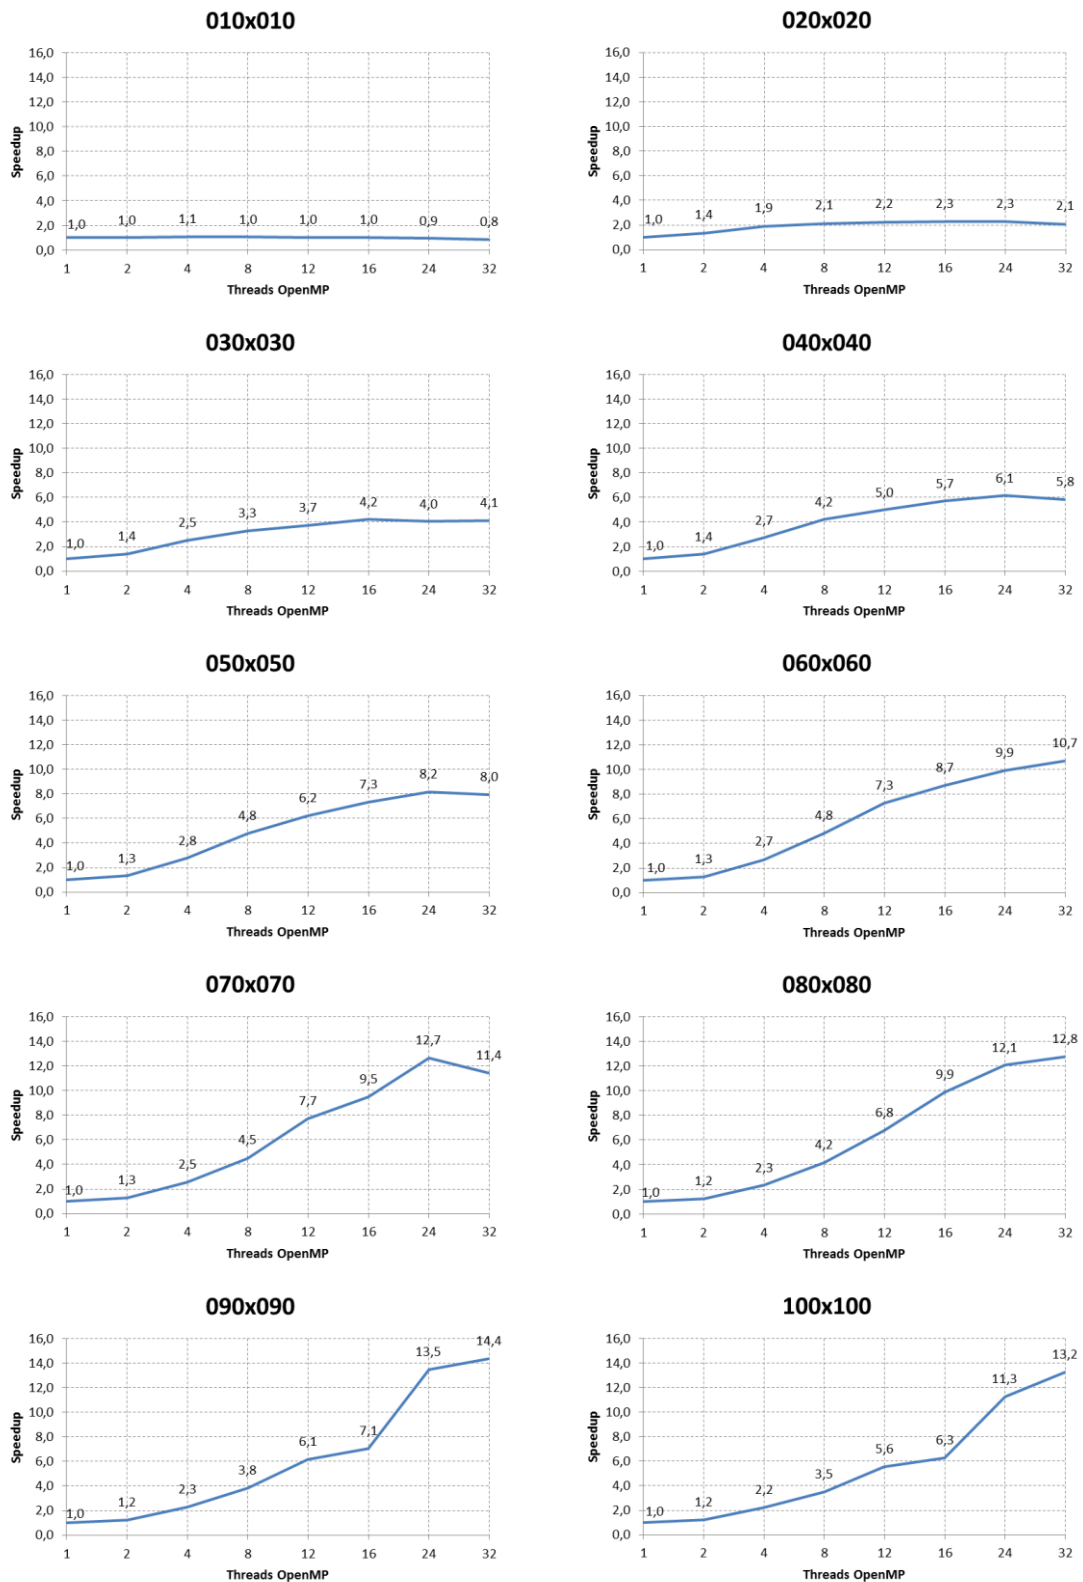 010x010
16,0
14,0
12,0
10,0
8,0
6,0
4,0
2,0
0,0
Speedup
1,0 1,0 1,1 1,0 1,0 1,0 0,9 0,8
1 2 4 8 12 16 24 32
Threads OpenMP
020x020
16,0
14,0
12,0
10,0
8,0
6,0
4,0
2,0
0,0
Speedup
1,0 1,4 1,9 2,1 2,2 2,3 2,3 2,1
1 2 4 8 12 16 24 32
Threads OpenMP
030x030
16,0
14,0
12,0
10,0
8,0
6,0
4,0
2,0
0,0
Speedup
1,0 1,4 2,5 3,3 3,7 4,2 4,0 4,1
1 2 4 8 12 16 24 32
Threads OpenMP
040x040
16,0
14,0
12,0
10,0
8,0
6,0
4,0
2,0
0,0
Speedup
1,0 1,4 2,7 4,2 5,0 5,7 6,1 5,8
1 2 4 8 12 16 24 32
Threads OpenMP
050x050
16,0
14,0
12,0
10,0
8,0
6,0
4,0
2,0
0,0
Speedup
1,0 1,3 2,8 4,8 6,2 7,3 8,2 8,0
1 2 4 8 12 16 24 32
Threads OpenMP
060x060
16,0
14,0
12,0
10,0
8,0
6,0
4,0
2,0
0,0
Speedup
1,0 1,3 2,7 4,8 7,3 8,7 9,9 10,7
1 2 4 8 12 16 24 32
Threads OpenMP
070x070
16,0
14,0
12,0
10,0
8,0
6,0
4,0
2,0
0,0
Speedup
1,0 1,3 2,5 4,5 7,7 9,5 12,7 11,4
1 2 4 8 12 16 24 32
Threads OpenMP
080x080
16,0
14,0
12,0
10,0
8,0
6,0
4,0
2,0
0,0
Speedup
1,0 1,2 2,3 4,2 6,8 9,9 12,1 12,8
1 2 4 8 12 16 24 32
Threads OpenMP
090x090
16,0
14,0
12,0
10,0
8,0
6,0
4,0
2,0
0,0
Speedup
1,0 1,2 2,3 3,8 6,1 7,1 13,5 14,4
1 2 4 8 12 16 24 32
Threads OpenMP
100x100
16,0
14,0
12,0
10,0
8,0
6,0
4,0
2,0
0,0
Speedup
1,0 1,2 2,2 3,5 5,6 6,3 11,3 13,2
1 2 4 8 12 16 24 32
Threads OpenMP